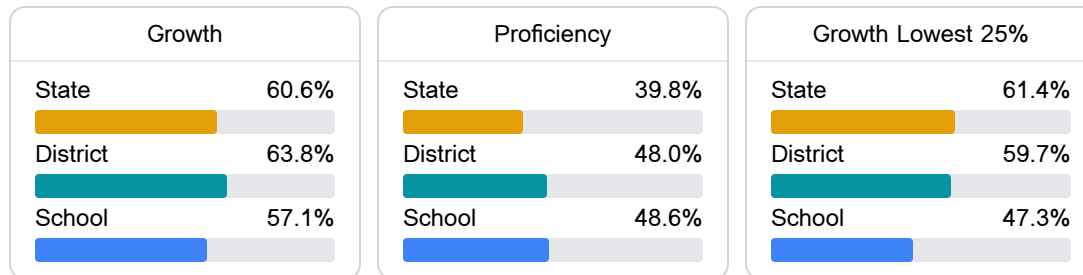 Growth
State 60.6%
District 63.8%
School 57.1%
Proficiency
State 39.8%
District 48.0%
School 48.6%
Growth Lowest 25%
State 61.4%
District 59.7%
School 47.3%